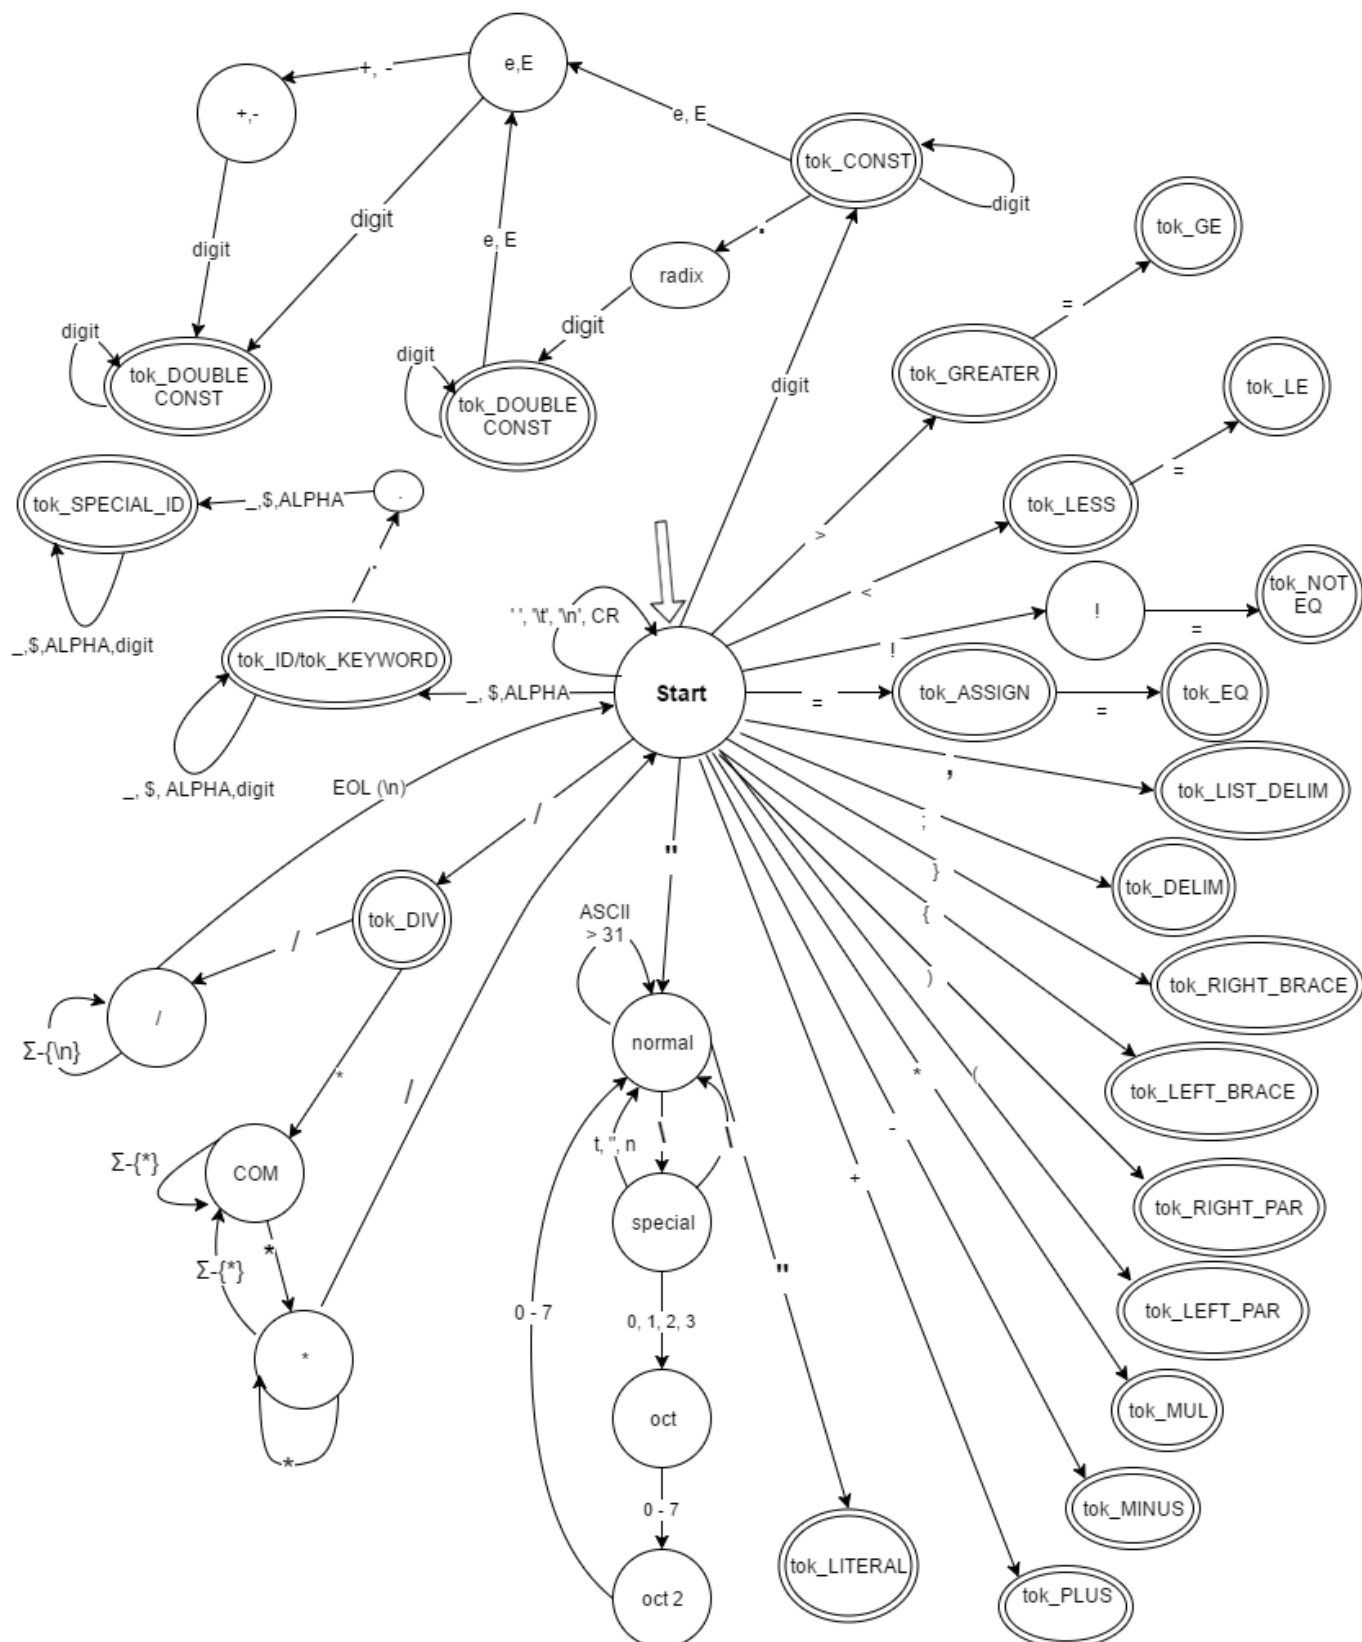 e,E
+, -
+,-
e, E
tok_CONST
digit
.
radix
digit
digit
e, E
digit
digit
tok_DOUBLE
CONST
digit
tok_DOUBLE
CONST
digit
tok_GE
=
tok_GREATER
>
tok_LE
=
tok_LESS
<
tok_SPECIAL_ID
_,$,ALPHA
.
.
_,$,ALPHA,digit
tok_ID/tok_KEYWORD
_, $,ALPHA
_, $, ALPHA,digit
' ', '\t', '\n', CR
Start
!
!
=
tok_NOT
EQ
=
tok_ASSIGN
=
tok_EQ
,
tok_LIST_DELIM
;
tok_DELIM
}
tok_RIGHT_BRACE
{
tok_LEFT_BRACE
)
tok_RIGHT_PAR
(
tok_LEFT_PAR
*
tok_MUL
-
tok_MINUS
+
tok_PLUS
EOL (\n)
/
tok_DIV
/
/
Σ-{\n}
*
/
COM
Σ-{*}
*
Σ-{*}
*
*
"
ASCII
> 31
normal
\
t, ", n
\
special
0, 1, 2, 3
0 - 7
oct
0 - 7
oct 2
"
tok_LITERAL